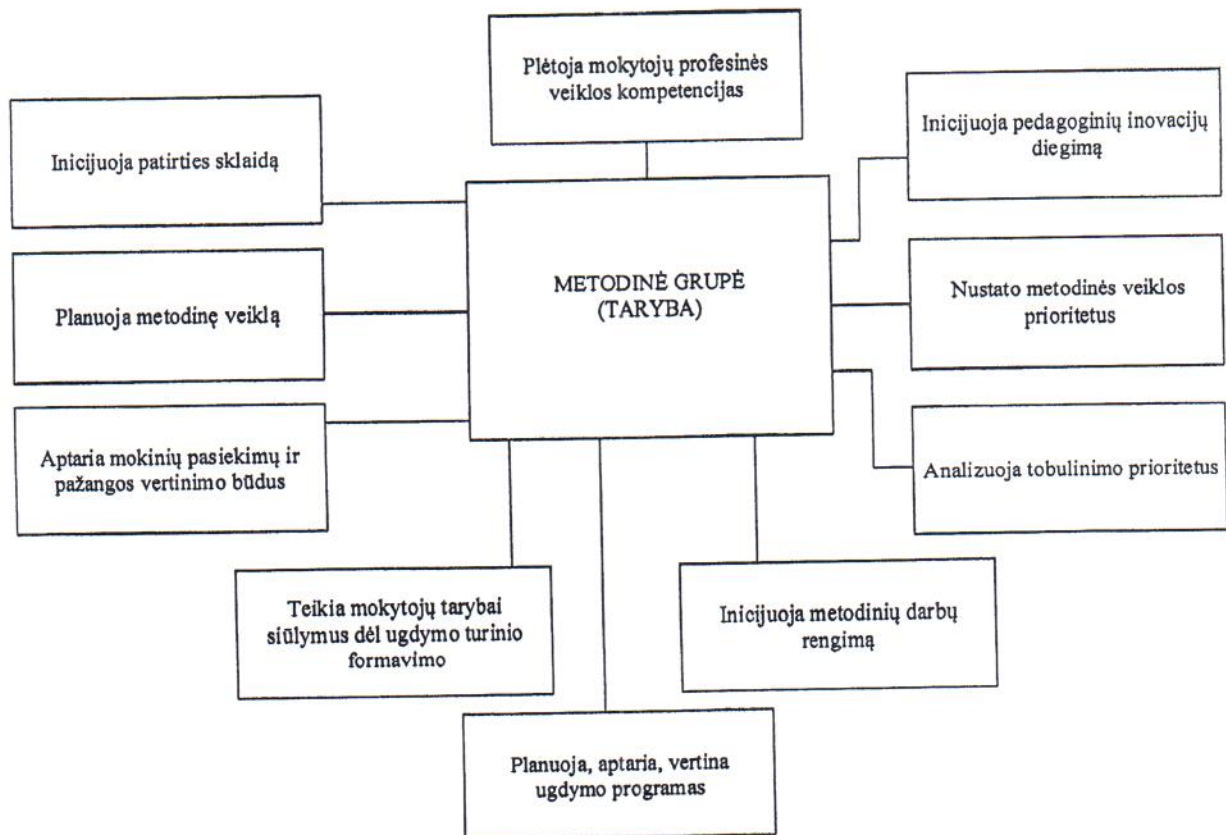 Plėtoja mokytojų profesinės
veiklos kompetencijas
Inicijuoja patirties sklaidą
Inicijuoja pedagoginių inovacijų
diegimą
METODINĖ GRUPĖ
(TARYBA)
Planuoja metodinę veiklą
Nustato metodinės veiklos
prioritetus
Aptaria mokinių pasiekimų ir
pažangos vertinimo būdus
Analizuoja tobulinimo prioritetus
Teikia mokytojų tarybai
siūlymus dėl ugdymo turinio
formavimo
Inicijuoja metodinių darbų
rengimą
Planuoja, aptaria, vertina
ugdymo programas